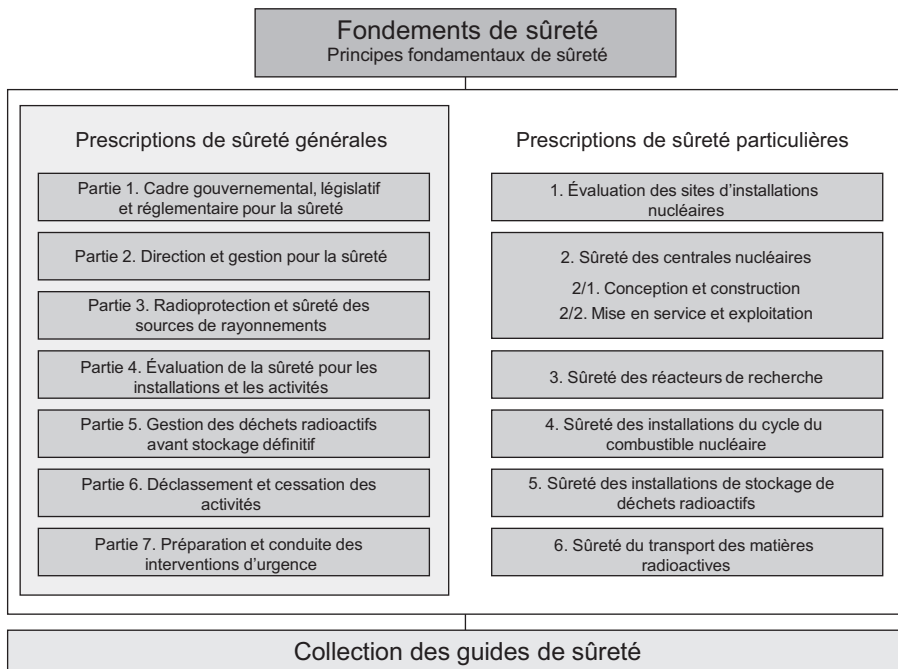 Fondements de sûreté
Principes fondamentaux de sûreté
Prescriptions de sûreté générales
Partie 1. Cadre gouvernemental, législatif
et réglementaire pour la sûreté
Partie 2. Direction et gestion pour la sûreté
Partie 3. Radioprotection et sûreté des
sources de rayonnements
Partie 4. Évaluation de la sûreté pour les
installations et les activités
Partie 5. Gestion des déchets radioactifs
avant stockage définitif
Partie 6. Déclassement et cessation des
activités
Partie 7. Préparation et conduite des
interventions d’urgence
Prescriptions de sûreté particulières
1. Évaluation des sites d’installations
nucléaires
2. Sûreté des centrales nucléaires
2/1. Conception et construction
2/2. Mise en service et exploitation
3. Sûreté des réacteurs de recherche
4. Sûreté des installations du cycle du
combustible nucléaire
5. Sûreté des installations de stockage de
déchets radioactifs
6. Sûreté du transport des matières
radioactives
Collection des guides de sûreté